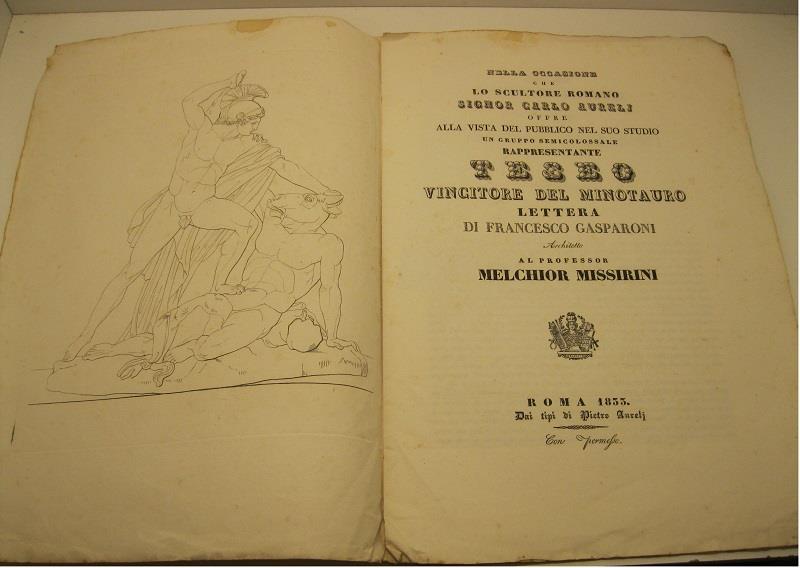 NELLA OCCASIONE
CHE
LO SCULTORE ROMANO
SIGNOR CARLO AURELJ
OFFRE
ALLA VISTA DEL PUBBLICO NEL SUO STUDIO
UN GRUPPO SEMICOLOSSALE
RAPPRESENTANTE
TESEO
VINCITORE DEL MINOTAURO
LETTERA
DI FRANCESCO GASPARONI
Architetto
AL PROFESSOR
MELCHIOR MISSIRINI
ROMA 1833.
Dai tipi di Pietro Aurelj
Con Permesso.